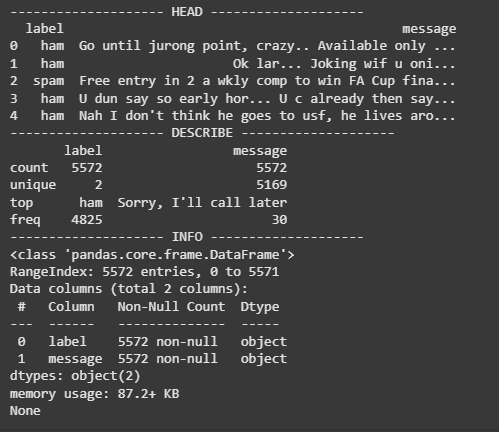 -------------------- HEAD --------------------
  label                                            message
0   ham  Go until jurong point, crazy.. Available only ...
1   ham                      Ok lar... Joking wif u oni...
2  spam  Free entry in 2 a wkly comp to win FA Cup fina...
3   ham  U dun say so early hor... U c already then say...
4   ham  Nah I don't think he goes to usf, he lives aro...
-------------------- DESCRIBE --------------------
       label                 message
count   5572                    5572
unique     2                    5169
top      ham  Sorry, I'll call later
freq    4825                      30
-------------------- INFO --------------------
<class 'pandas.core.frame.DataFrame'>
RangeIndex: 5572 entries, 0 to 5571
Data columns (total 2 columns):
 #   Column   Non-Null Count  Dtype
---  ------   --------------  -----
 0   label    5572 non-null   object
 1   message  5572 non-null   object
dtypes: object(2)
memory usage: 87.2+ KB
None